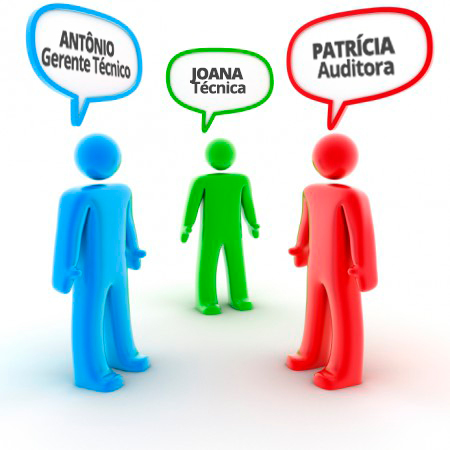 ANTÔNIO
Gerente Técnico
JOANA
Técnica
PATRÍCIA
Auditora